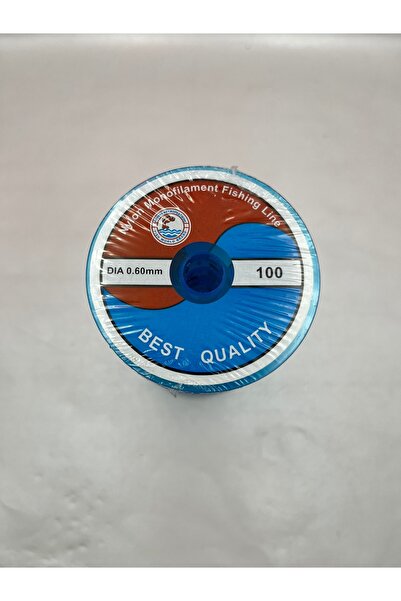 Nylon Monofilament Fishing Line
DIA 0.60mm
100
BEST QUALITY